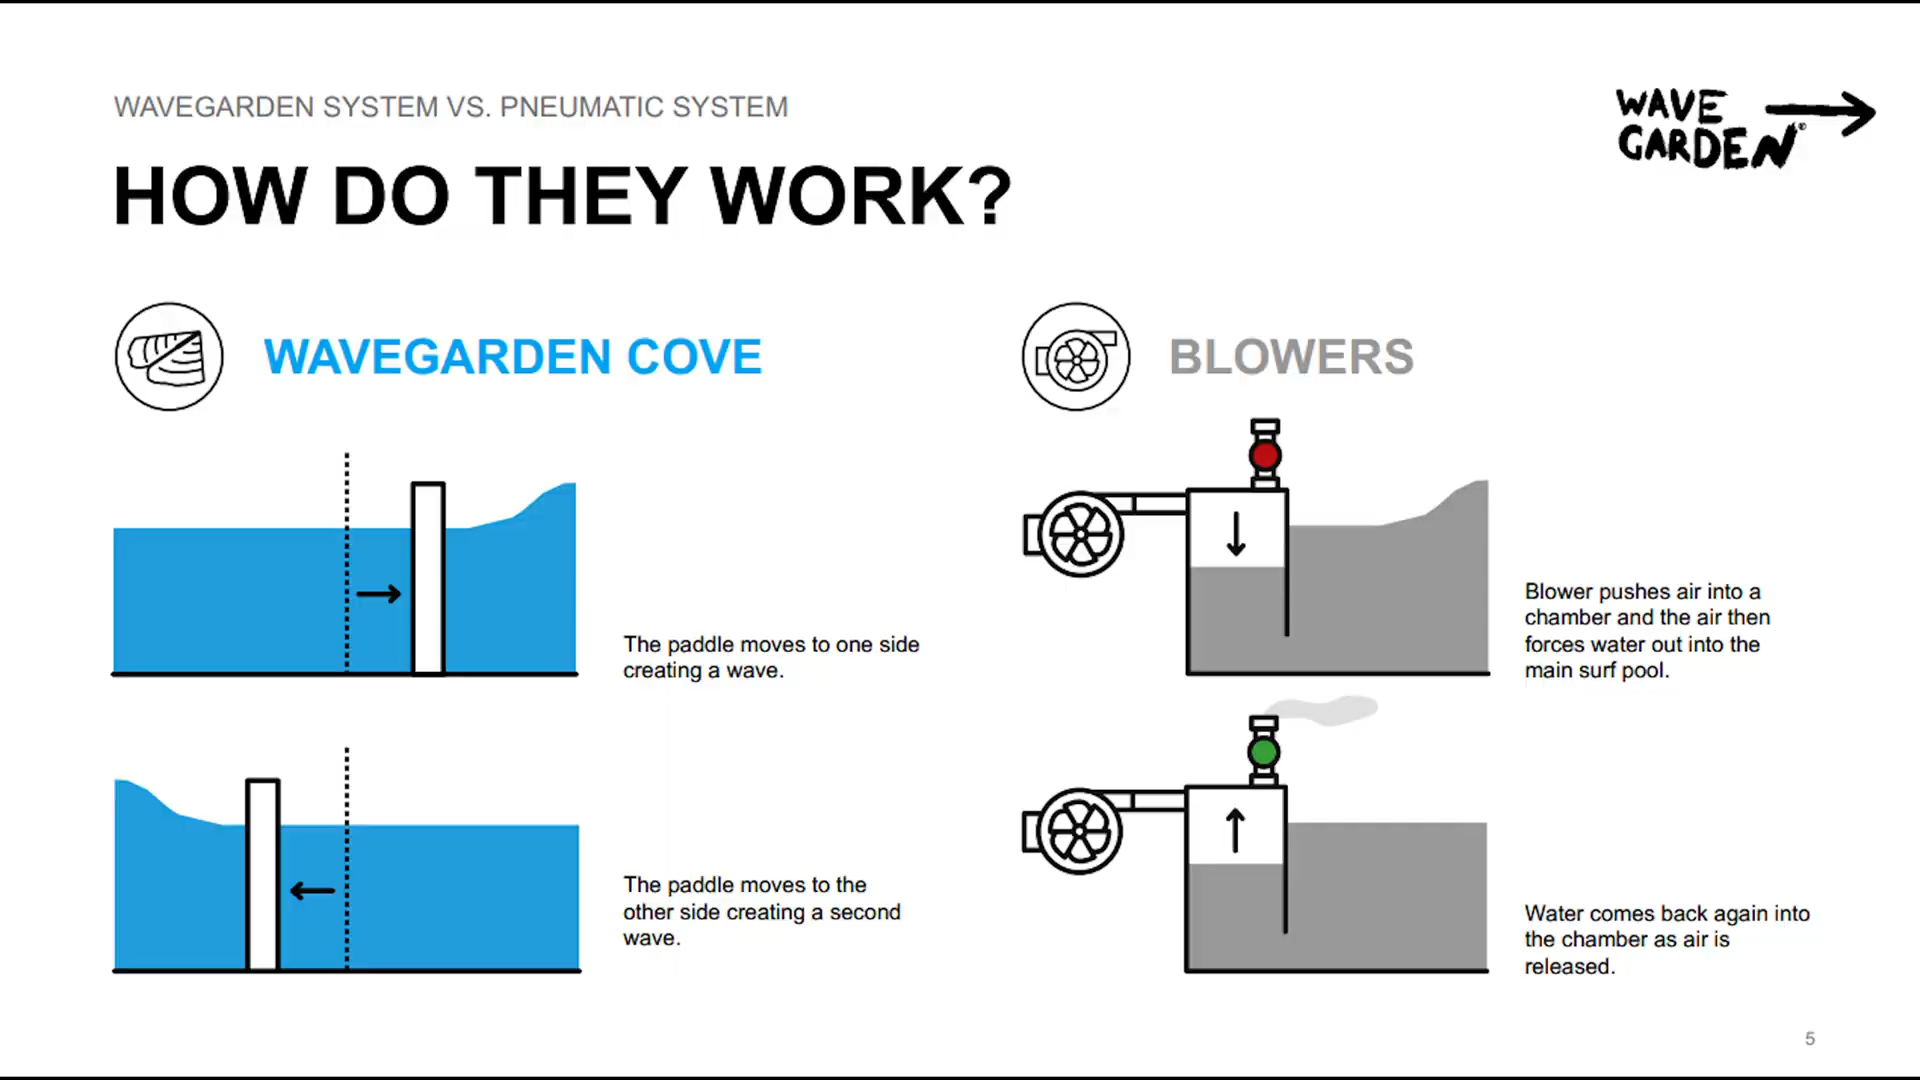 WAVEGARDEN SYSTEM VS. PNEUMATIC SYSTEM
WAVE
GARDEN®
HOW DO THEY WORK?
WAVEGARDEN COVE
The paddle moves to one side
creating a wave.
The paddle moves to the
other side creating a second
wave.
BLOWERS
Blower pushes air into a
chamber and the air then
forces water out into the
main surf pool.
Water comes back again into
the chamber as air is
released.
5